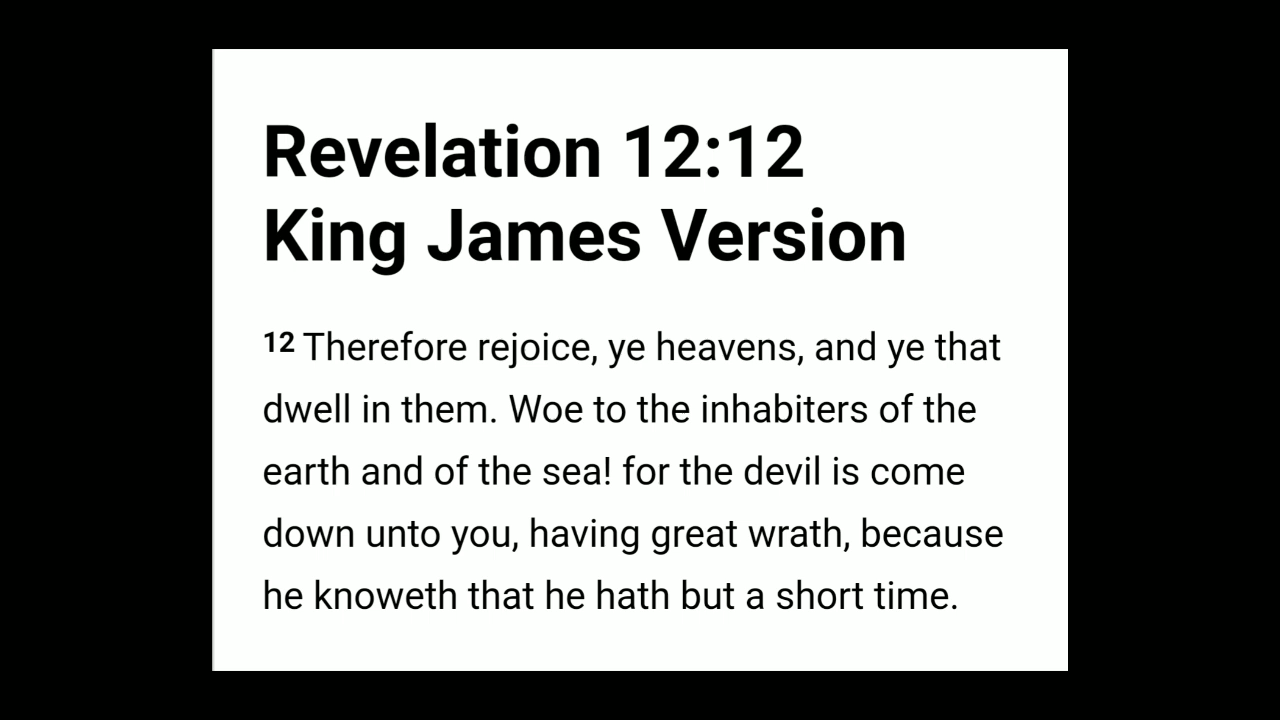 Revelation 12:12
King James Version
12 Therefore rejoice, ye heavens, and ye that
dwell in them. Woe to the inhabiters of the
earth and of the sea! for the devil is come
down unto you, having great wrath, because
he knoweth that he hath but a short time.